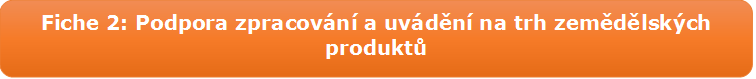 Fiche 2: Podpora zpracování a uvádění na trh zemědělských
produktů